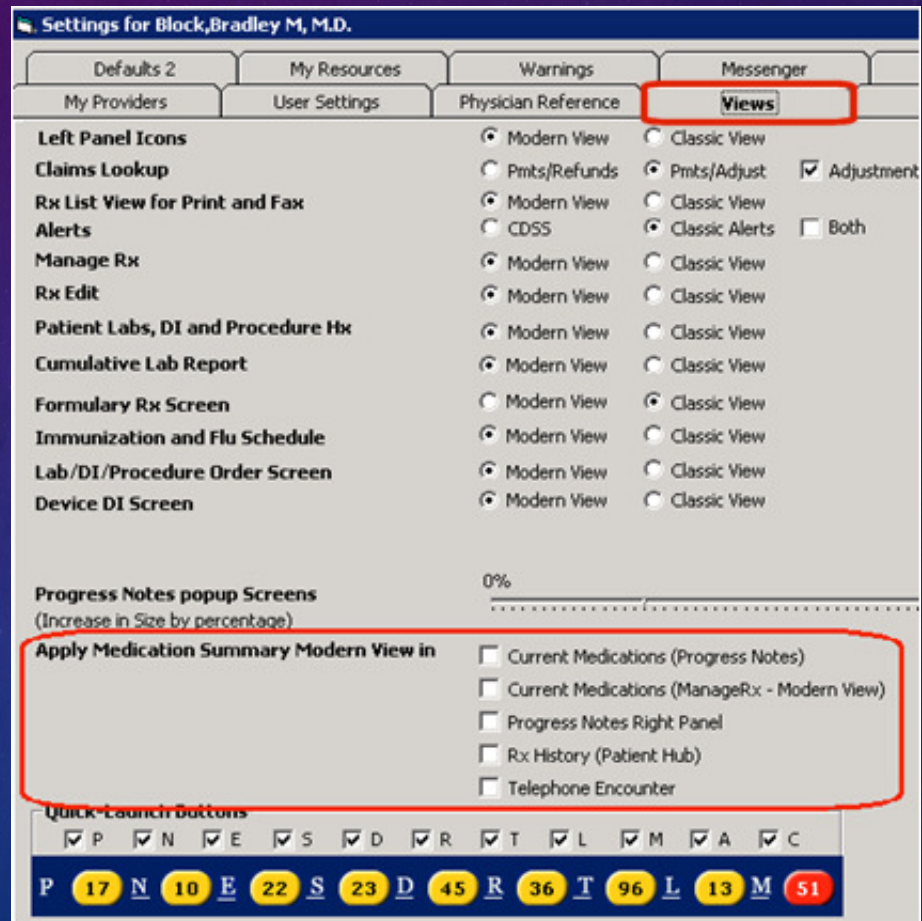 Settings for Block,Bradley M, M.D.
Defaults 2 My Resources Warnings Messenger
My Providers User Settings Physician Reference Views
Left Panel Icons Modern View Classic View
Claims Lookup Pmts/Refunds Pmts/Adjust Adjustment
Rx List View for Print and Fax Modern View Classic View
Alerts CDSS Classic Alerts Both
Manage Rx Modern View Classic View
Rx Edit Modern View Classic View
Patient Labs, DI and Procedure Hx Modern View Classic View
Cumulative Lab Report Modern View Classic View
Formulary Rx Screen Modern View Classic View
Immunization and Flu Schedule Modern View Classic View
Lab/DI/Procedure Order Screen Modern View Classic View
Device DI Screen Modern View Classic View
0%
Progress Notes popup Screens
(Increase in Size by percentage)
Apply Medication Summary Modern View in Current Medications (Progress Notes)
Current Medications (ManageRx - Modern View)
Progress Notes Right Panel
Rx History (Patient Hub)
Telephone Encounter
Quick-Launch Buttons
P N E S D R T L M A C
P 17 N 10 E 22 S 23 D 45 R 36 T 96 L 13 M 51